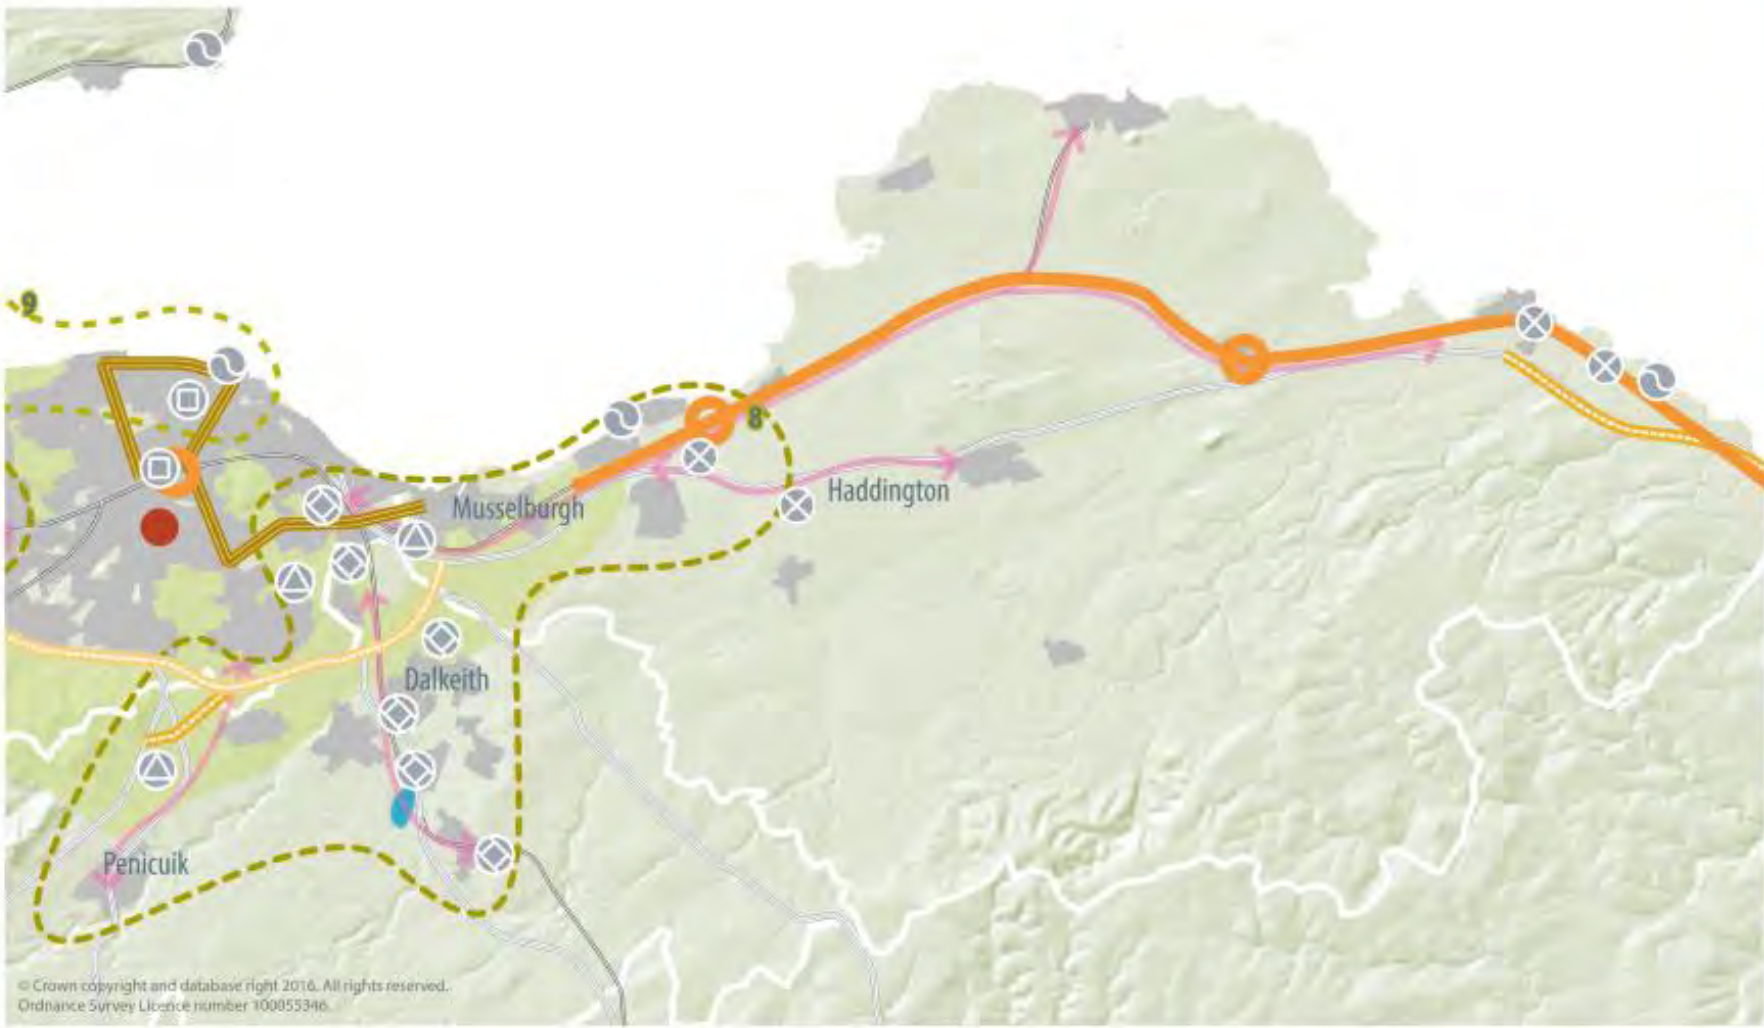 9
8
Musselburgh
Haddington
Dalkeith
Penicuik
© Crown copyright and database right 2016. All rights reserved.
Ordnance Survey Licence number 100055346.